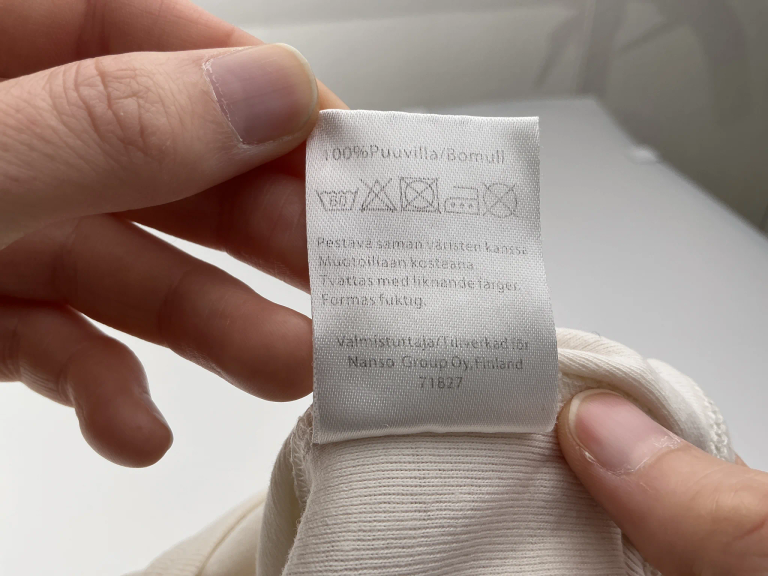 100%Puuvilla/Bomull
60
Pestävä saman väristen kanssa
Muotoillaan kosteana.
Tvättas med liknande färger.
Formas fuktig.
Valmistuttaja/Tillverkad för
Nanso Group Oy, Finland
71827